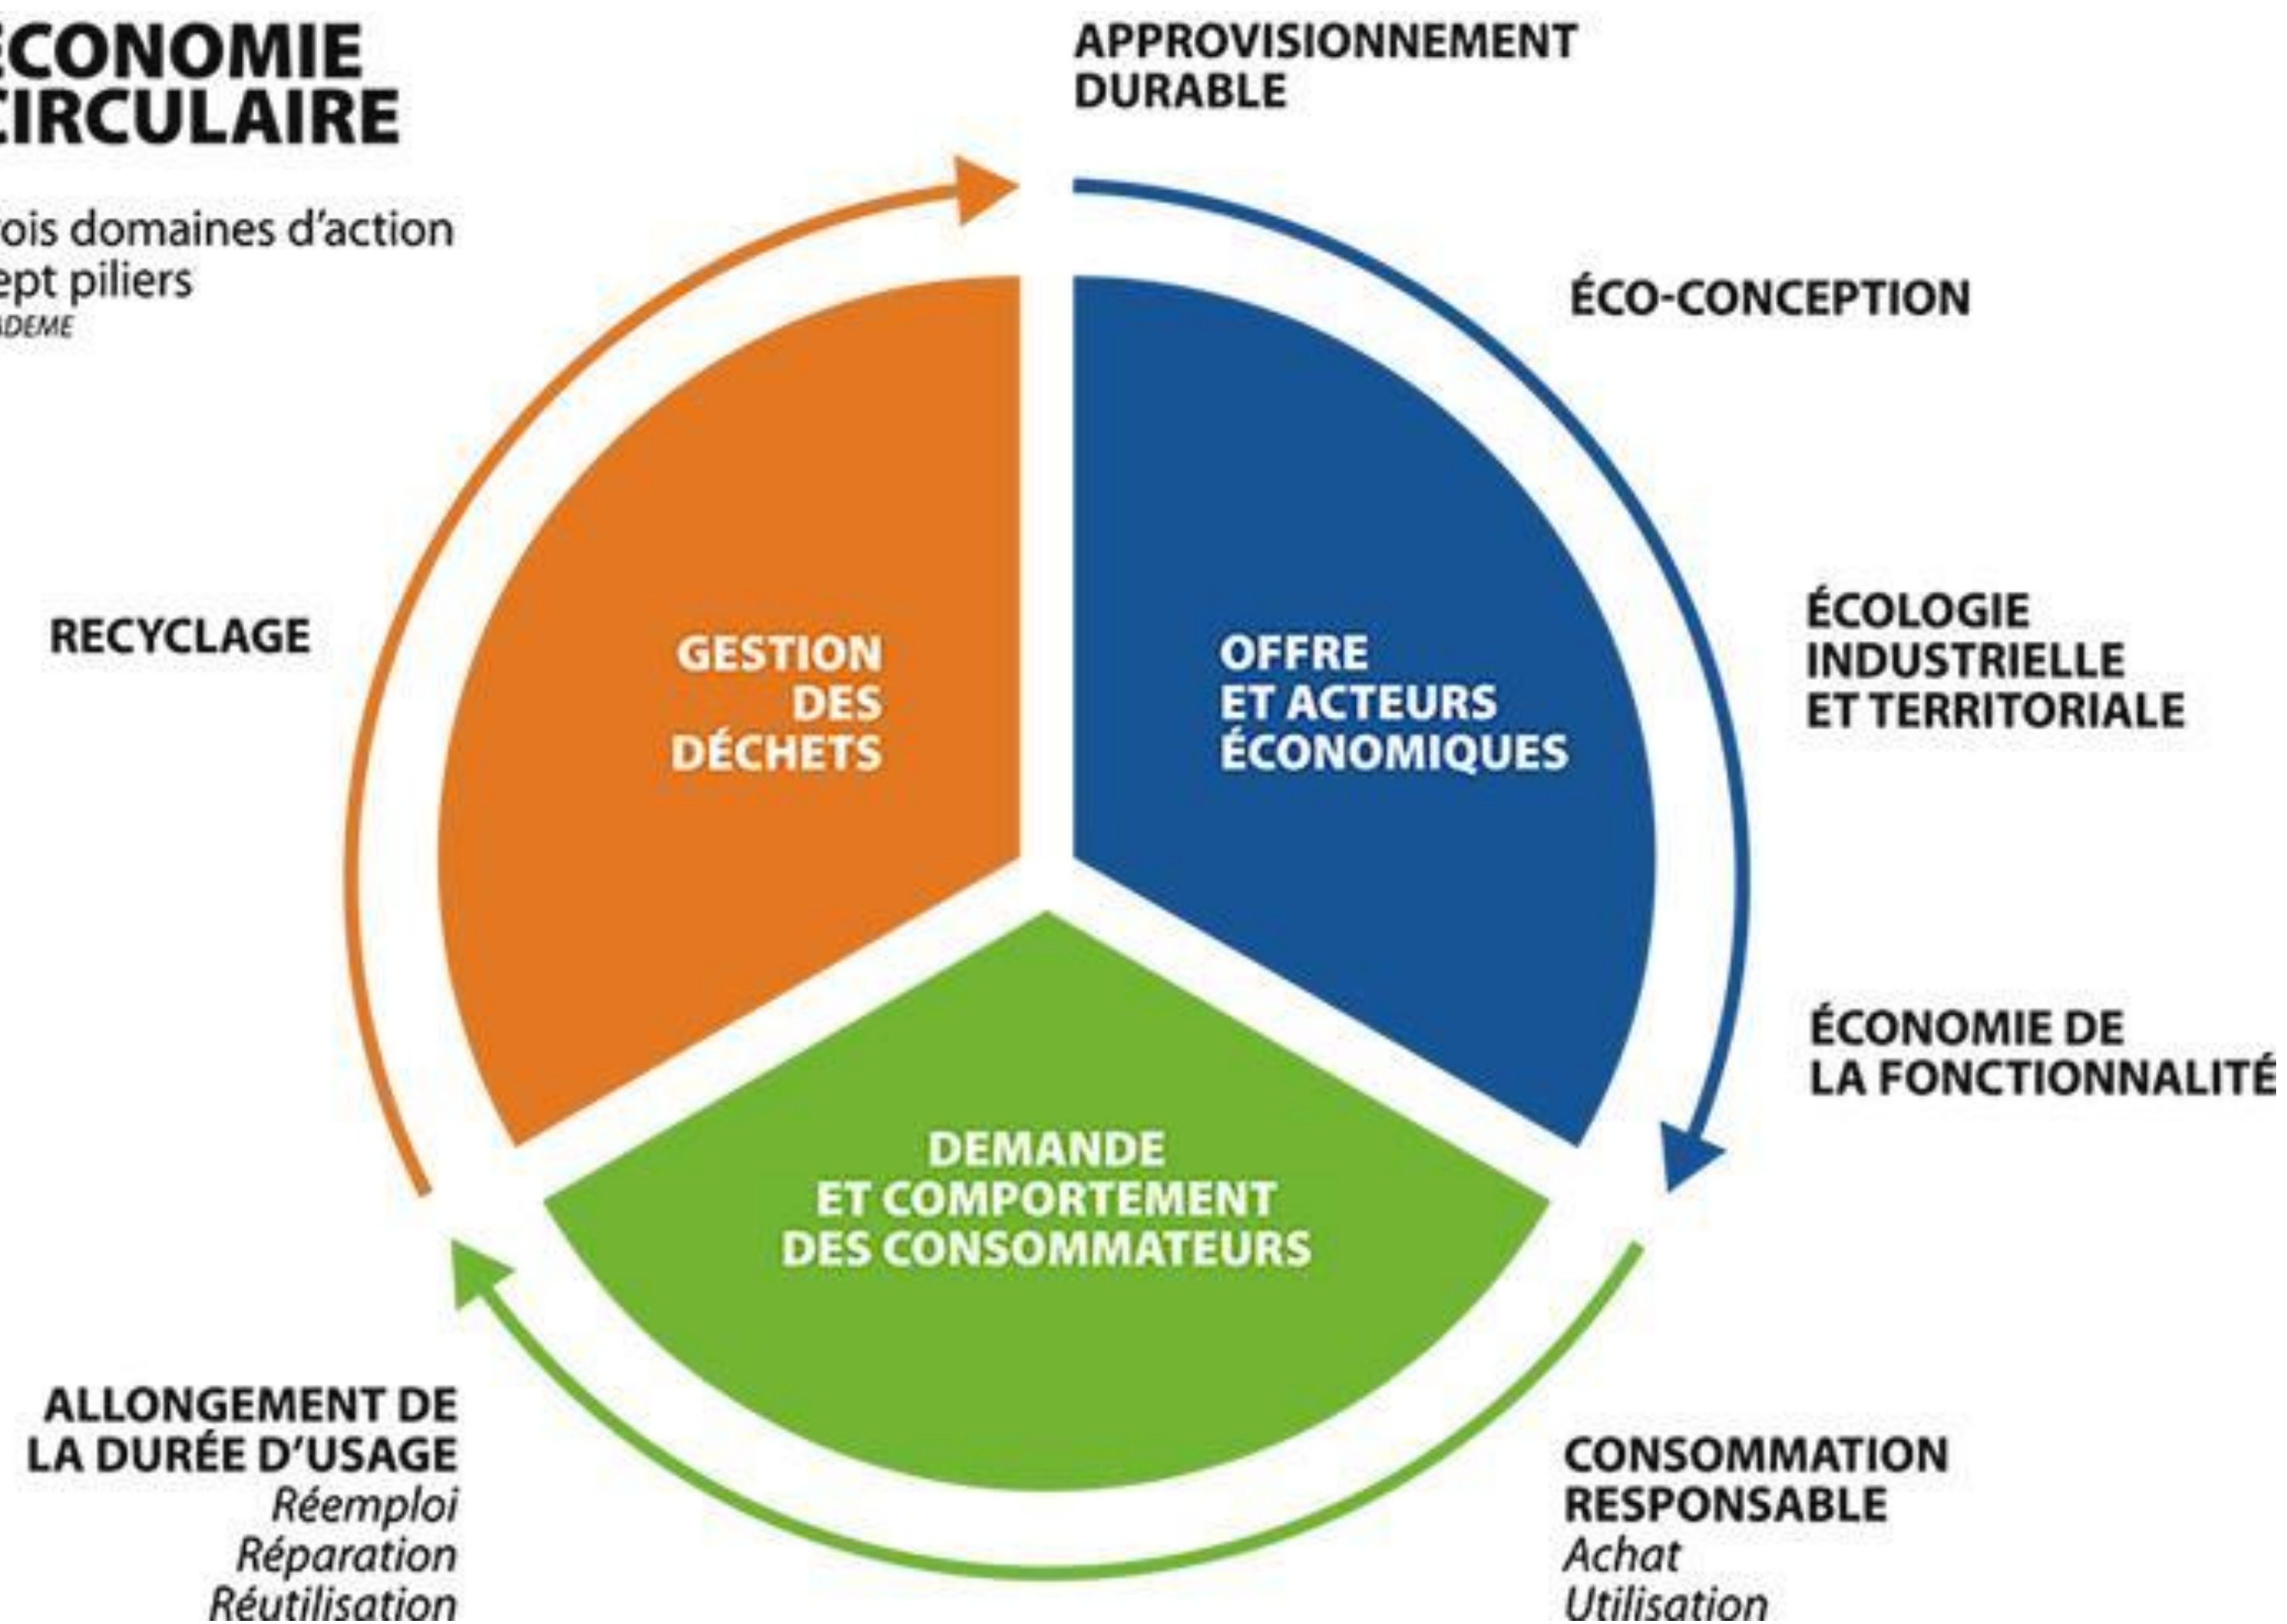 ÉCONOMIE
CIRCULAIRE
rois domaines d'action
ept piliers
ADEME
APPROVISIONNEMENT
DURABLE
ÉCO-CONCEPTION
ÉCOLOGIE
INDUSTRIELLE
ET TERRITORIALE
ÉCONOMIE DE
LA FONCTIONNALITÉ
CONSOMMATION
RESPONSABLE
Achat
Utilisation
ALLONGEMENT DE
LA DURÉE D'USAGE
Réemploi
Réparation
Réutilisation
RECYCLAGE
GESTION
DES
DÉCHETS
OFFRE
ET ACTEURS
ÉCONOMIQUES
DEMANDE
ET COMPORTEMENT
DES CONSOMMATEURS